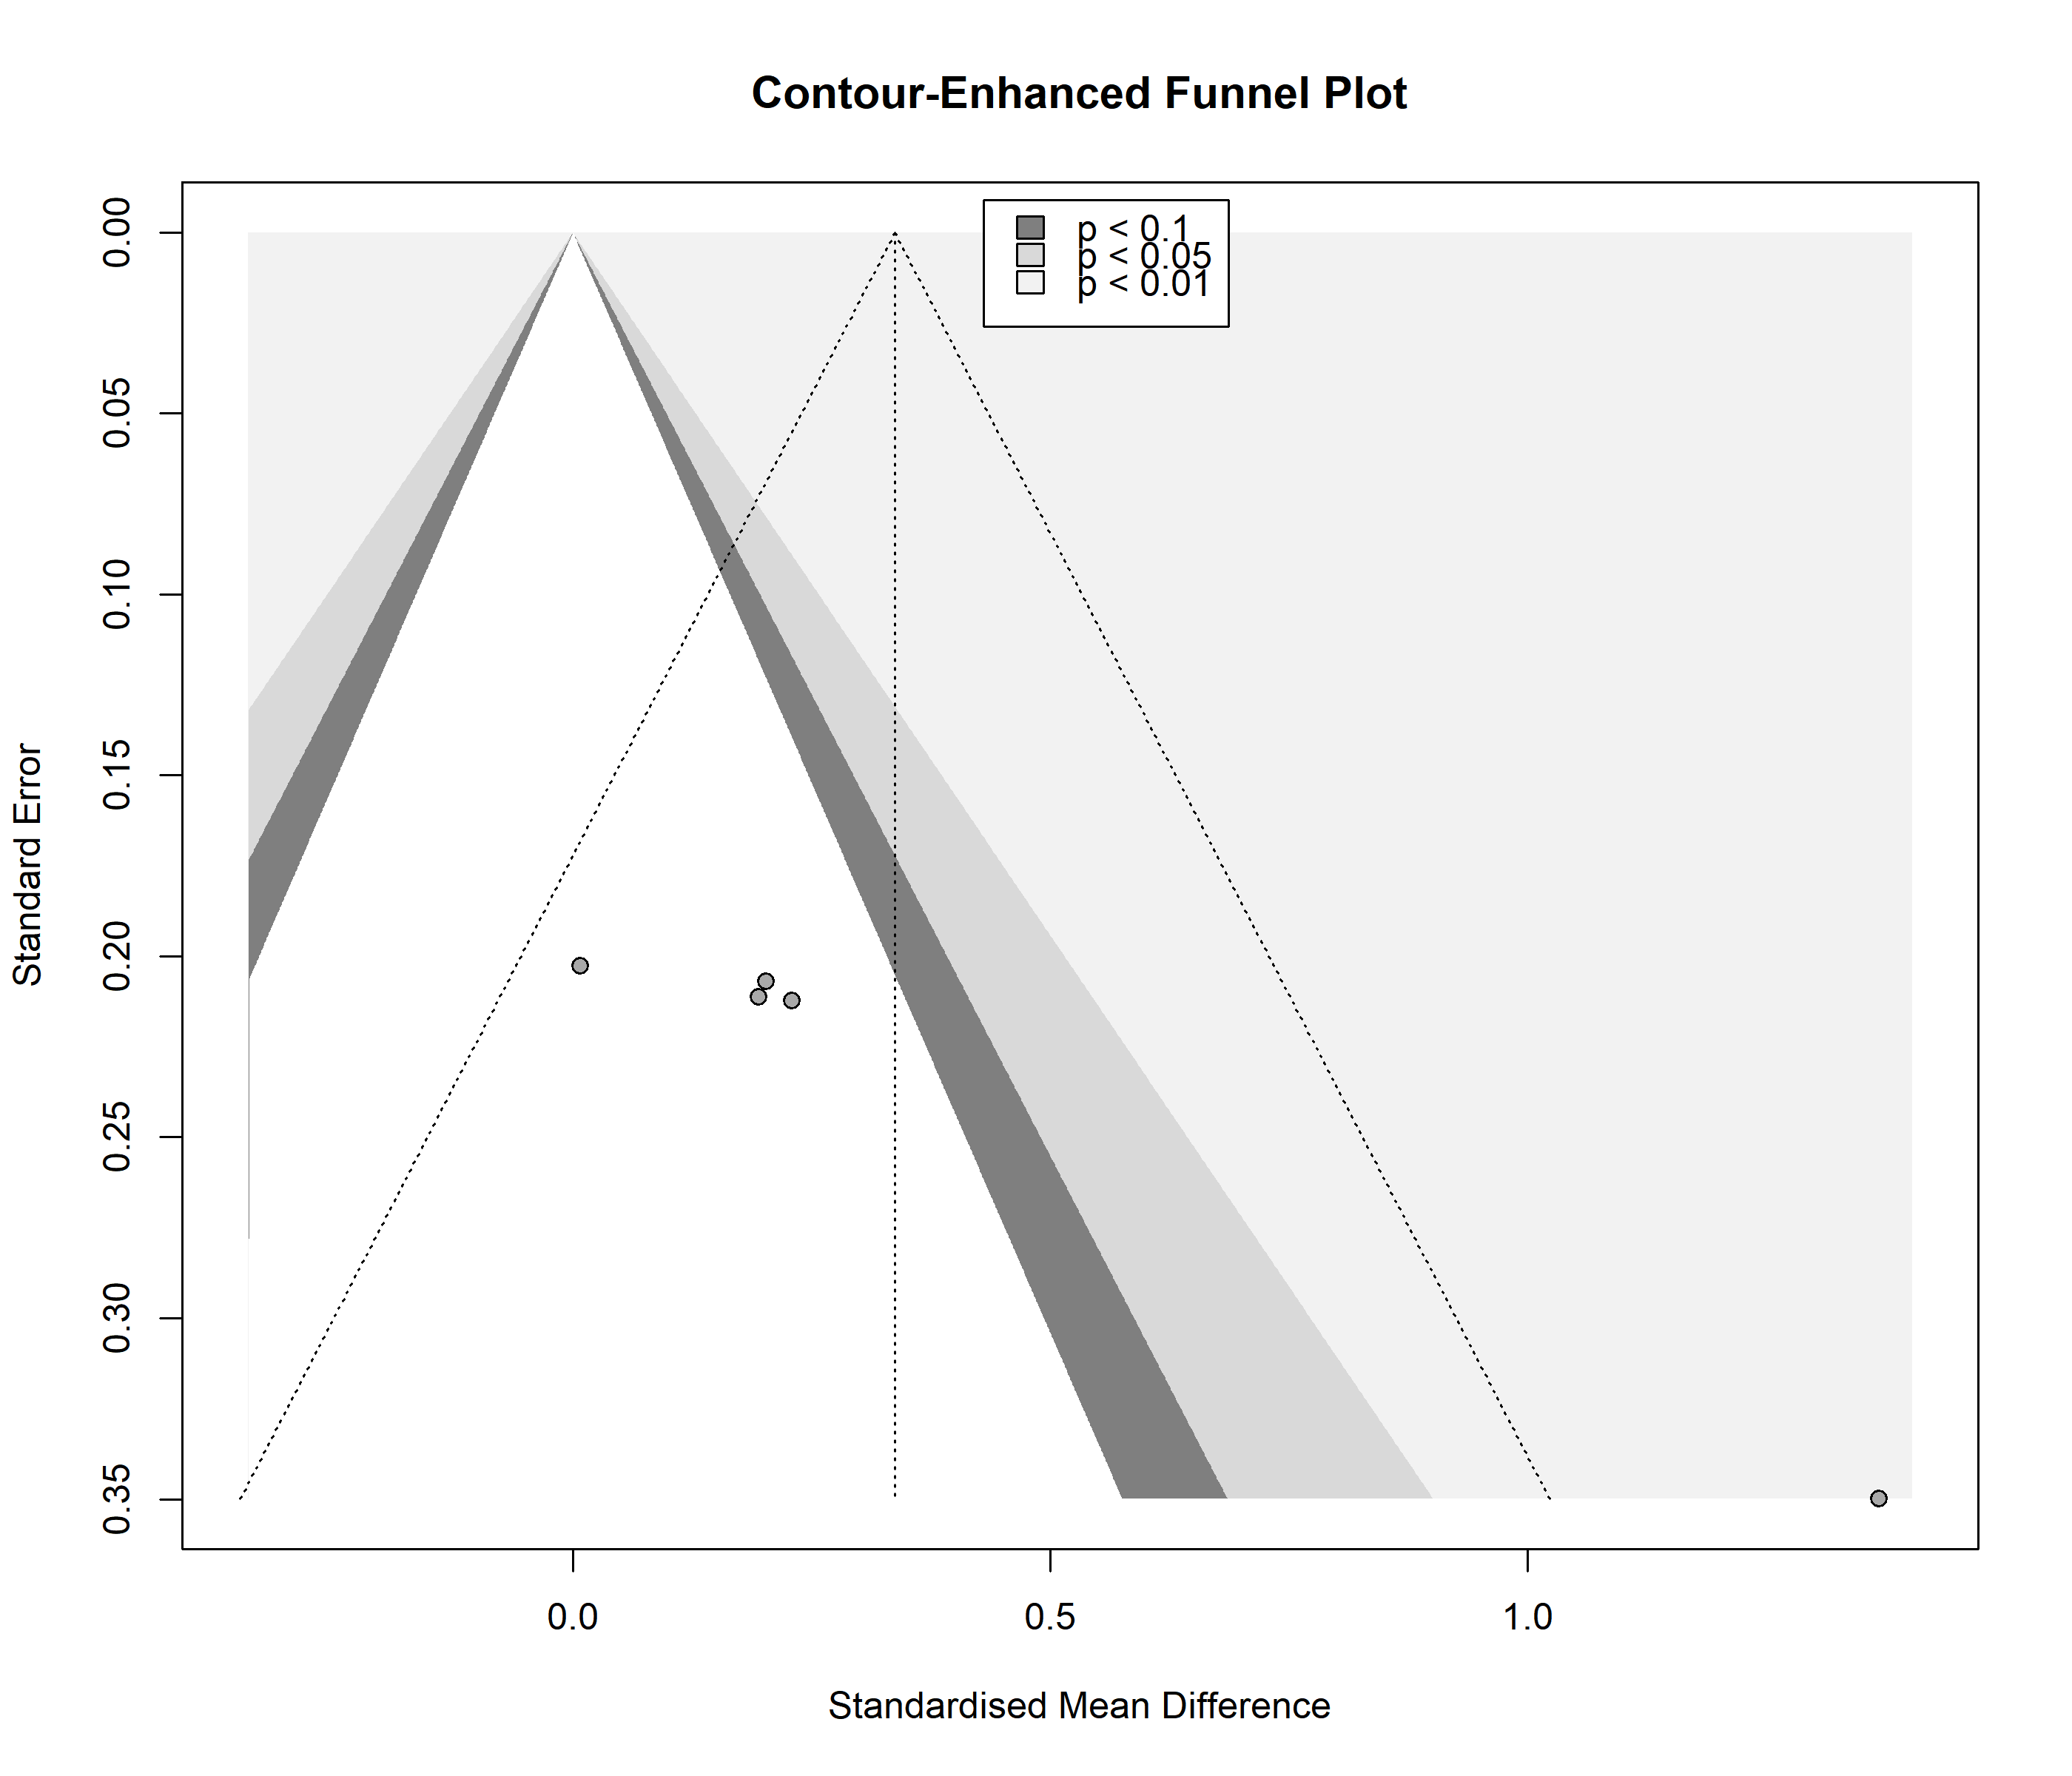 Contour-Enhanced Funnel Plot
p < 0.1
p < 0.05
p < 0.01
0.00
0.05
0.10
0.15
0.20
0.25
0.30
0.35
Standard Error
0.0
0.5
1.0
Standardised Mean Difference